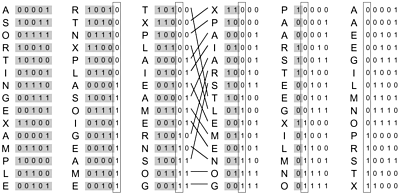 A 00001 R 10010 T 10100 X 11000 P 10000 A 00001
S 10011 T 10100 X 11000 P 10000 A 00001 A 00001
O 01111 N 01110 P 10000 A 00001 A 00001 E 00101
R 10010 X 11000 L 01100 I 01001 R 10010 E 00101
T 10100 P 10000 A 00001 A 00001 S 10011 G 00111
I 01001 L 01100 I 01001 R 10010 T 10100 I 01001
N 01110 A 00001 E 00101 S 10011 E 00101 L 01100
G 00111 S 10011 A 00001 T 10100 E 00101 M 01101
E 00101 O 01111 M 01101 L 01100 G 00111 N 01110
X 11000 I 01001 E 00101 E 00101 X 11000 O 01111
A 00001 G 00111 R 10010 M 01101 I 01001 P 10000
M 01101 E 00101 N 01110 E 00101 L 01100 R 10010
P 10000 A 00001 S 10011 N 01110 M 01101 S 10011
L 01100 M 01101 O 01111 O 01111 N 01110 T 10100
E 00101 E 00101 G 00111 G 00111 O 01111 X 11000